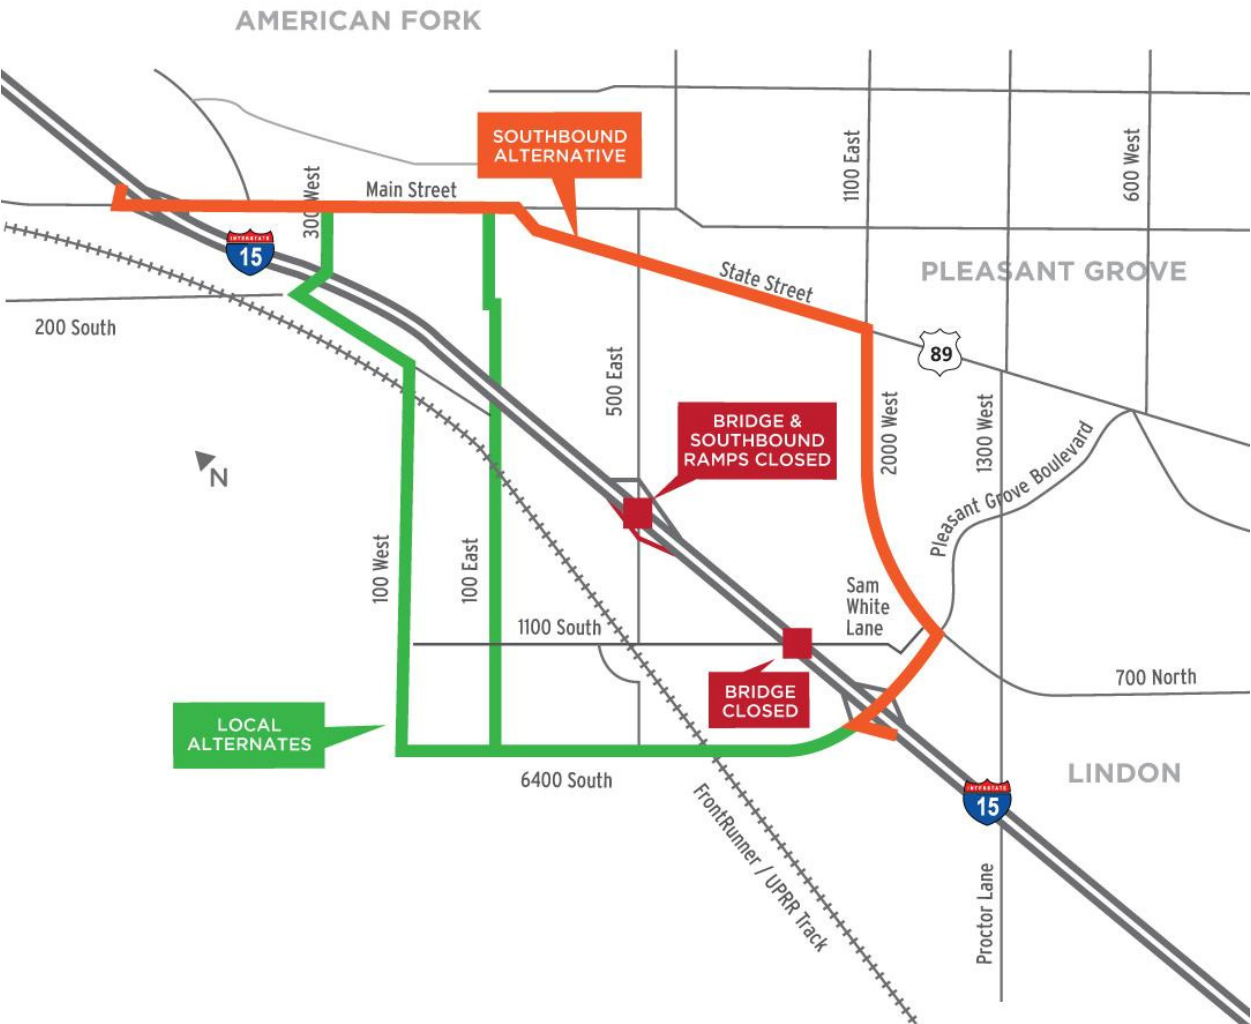 AMERICAN FORK
SOUTHBOUND
ALTERNATIVE
1100 East
600 West
300 West
Main Street
INTERSTATE
15
PLEASANT GROVE
State Street
200 South
89
500 East
2000 West
1300 West
BRIDGE &
SOUTHBOUND
RAMPS CLOSED
Pleasant Grove Boulevard
N
100 West
100 East
Sam
White
Lane
1100 South
700 North
BRIDGE
CLOSED
LOCAL
ALTERNATES
6400 South
LINDON
INTERSTATE
15
FrontRunner / UPRR Track
Proctor Lane